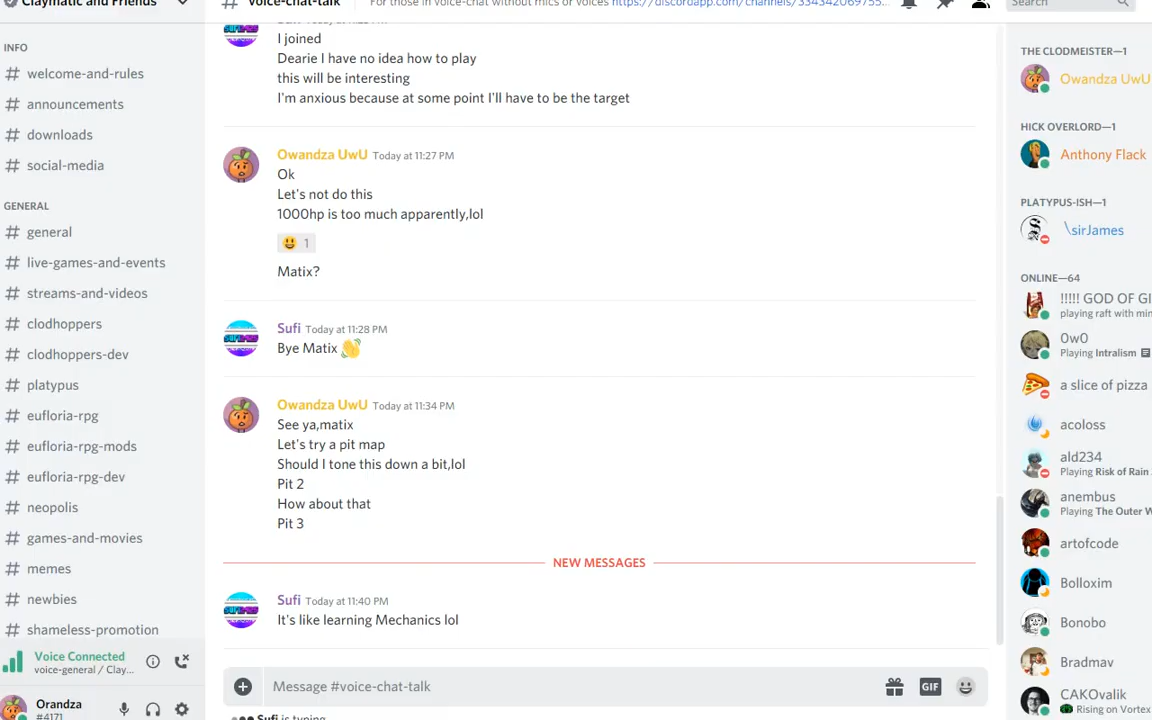 Claymatic and Friends
INFO
# welcome-and-rules
# announcements
# downloads
# social-media
GENERAL
# general
# live-games-and-events
# streams-and-videos
# clodhoppers
# clodhoppers-dev
# platypus
# eufloria-rpg
# eufloria-rpg-mods
# eufloria-rpg-dev
# neopolis
# games-and-movies
# memes
# newbies
# shameless-promotion
Voice Connected
voice-general / Clay...
Orandza
#4171
# voice-chat-talk
For those in voice-chat without mics or voices https://discordapp.com/channels/334342069755...
Search
Today at
I joined
Dearie I have no idea how to play
this will be interesting
I'm anxious because at some point I'll have to be the target
Owandza UwU Today at 11:27 PM
Ok
Let's not do this
1000hp is too much apparently,lol
😃 1
Matix?
Sufi Today at 11:28 PM
Bye Matix 👋
Owandza UwU Today at 11:34 PM
See ya,matix
Let's try a pit map
Should I tone this down a bit,lol
Pit 2
How about that
Pit 3
NEW MESSAGES
Sufi Today at 11:40 PM
It's like learning Mechanics lol
Message #voice-chat-talk
GIF
Sufi is typing
THE CLODMEISTER—1
Owandza UwU
HICK OVERLORD—1
Anthony Flack
PLATYPUS-ISH—1
\sirJames
ONLINE—64
!!!!! GOD OF GI
playing raft with min
OwO
Playing Intralism
a slice of pizza
acoloss
ald234
Playing Risk of Rain
anembus
Playing The Outer W
artofcode
Bolloxim
Bonobo
Bradmav
CAKOvalik
Rising on Vortex